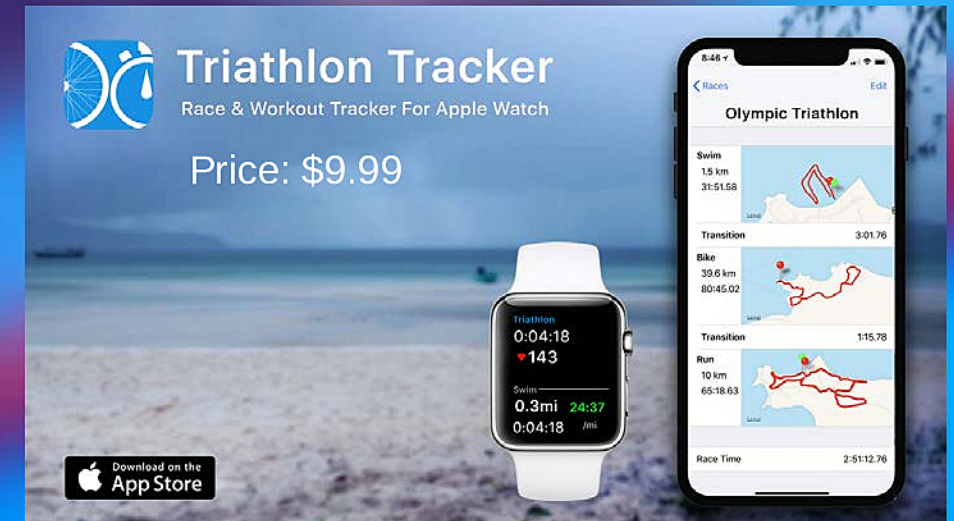 Triathlon Tracker
Race & Workout Tracker For Apple Watch
Price: $9.99
Triathlon
0:04:18
143
Swim
0.3mi 24:37
0:04:18 /mi
Download on the
App Store
8:46
Races Edit
Olympic Triathlon
Swim
1.5 km
31:51.58
Legal
Transition 3:01.76
Bike
39.6 km
80:45.02
Legal
Transition 1:15.78
Run
10 km
65:18.63
Legal
Race Time 2:51:12.76